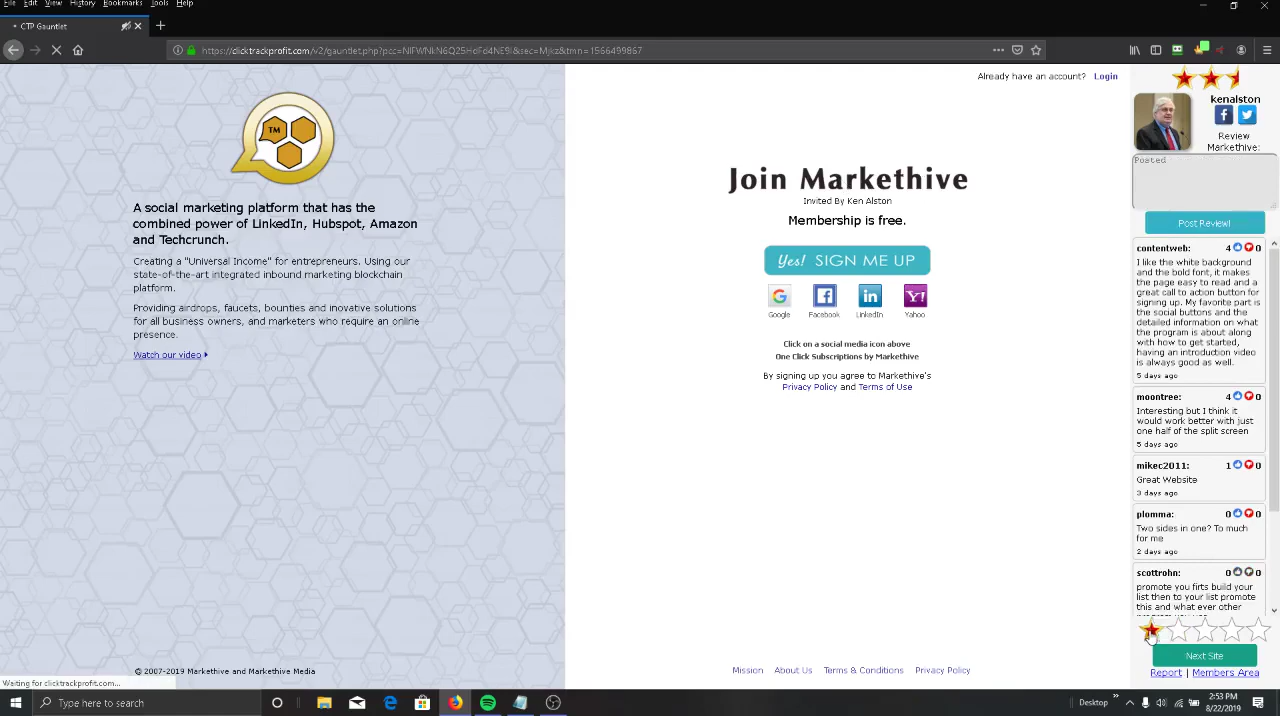 File Edit View History Bookmarks Tools Help
CTP Gauntlet
Already have an account? Login
TM
kenalston
Review
Markethive:
Posted
Post Review!
A social marketing platform that has the
combined power of LinkedIn, Hubspot, Amazon
and Techcrunch.
Creating a "Universal Income" for entrepreneurs. Using our
state-of-the art integrated inbound marketing blockchain
platform.
Providing airdrops, faucets, bounties and inovative solutions
for all business owners, and marketers who require an online
presence.
Watch our video
Join Markethive
Invited By Ken Alston
Membership is free.
Yes! SIGN ME UP
Google Facebook LinkedIn Yahoo
Click on a social media icon above
One Click Subscriptions by Markethive
By signing up you agree to Markethive's
Privacy Policy and Terms of Use
contentweb: 4 0
I like the white background
and the bold font, it makes
this site easy to read and a
great call to action button for
signing up. My favorite part is
the social buttons and the
detailed information on what
the program is about along
with how to get started,
having an introduction video
is always good as well.
5 days ago
moontree: 4 0
Interesting but I think it
would work better with just
one half of the split screen.
5 days ago
mikec2011: 1 0
Great Website
3 days ago
plomma: 0 0
Two sides in one? To much
for me
2 days ago
scottrohn: 0 0
promote you firts build your
list then to your list promote
this and what ever other
Next Site
Report | Members Area
© 2007-2019 Markethive and Markethive Media
Mission About Us Terms & Conditions Privacy Policy
Waiting for clicktrackprofit.com...
Type here to search
Desktop
2:53 PM
8/22/2019